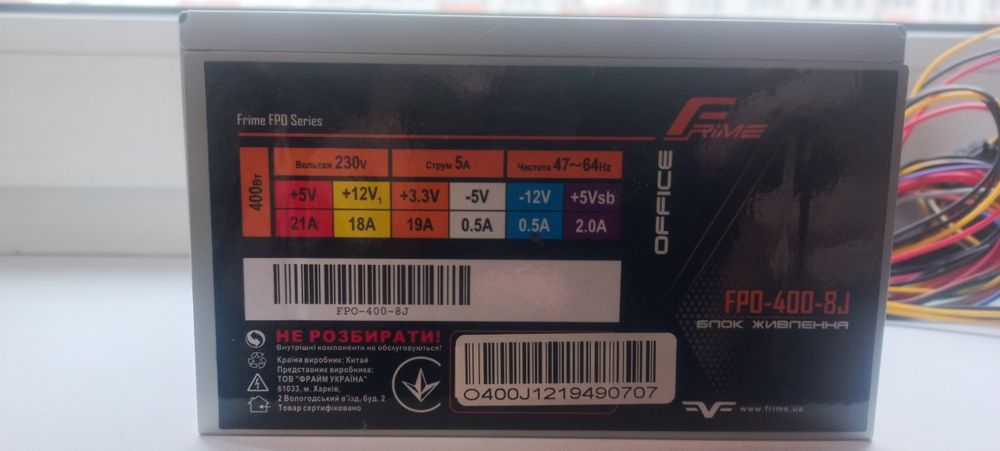 Frime FPO Series
FRIME
OFFICE
400Вт
Вольтаж 230v Струм 5A Частота 47~64Hz
+5V +12V1 +3.3V -5V -12V +5Vsb
21A 18A 19A 0.5A 0.5A 2.0A
FPO-400-8J
FPO-400-8J
БЛОК ЖИВЛЕННЯ
НЕ РОЗБИРАТИ!
Внутрішні компоненти не обслуговуються!
Країна виробник: Китай
Представник виробника:
ТОВ "ФРАЙМ УКРАЇНА"
61033, м. Харків,
2 Вологодський в'їзд, буд. 2
Товар сертифіковано
O400J1219490707
www.frime.ua